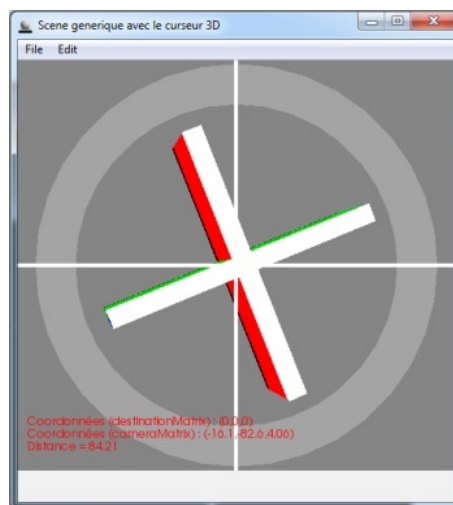 Scene generique avec le curseur 3D
File Edit
Coordonnées (destinationMatrix) : (0,0,0)
Coordonnées (cameraMatrix) : (-16.1,-82.6,4.06)
Distance = 84.21